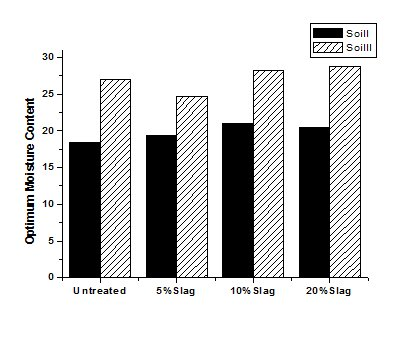 SoilI
SoilII
Optimum Moisture Content
30
25
20
15
10
5
0
Untreated
5%Slag
10%Slag
20%Slag